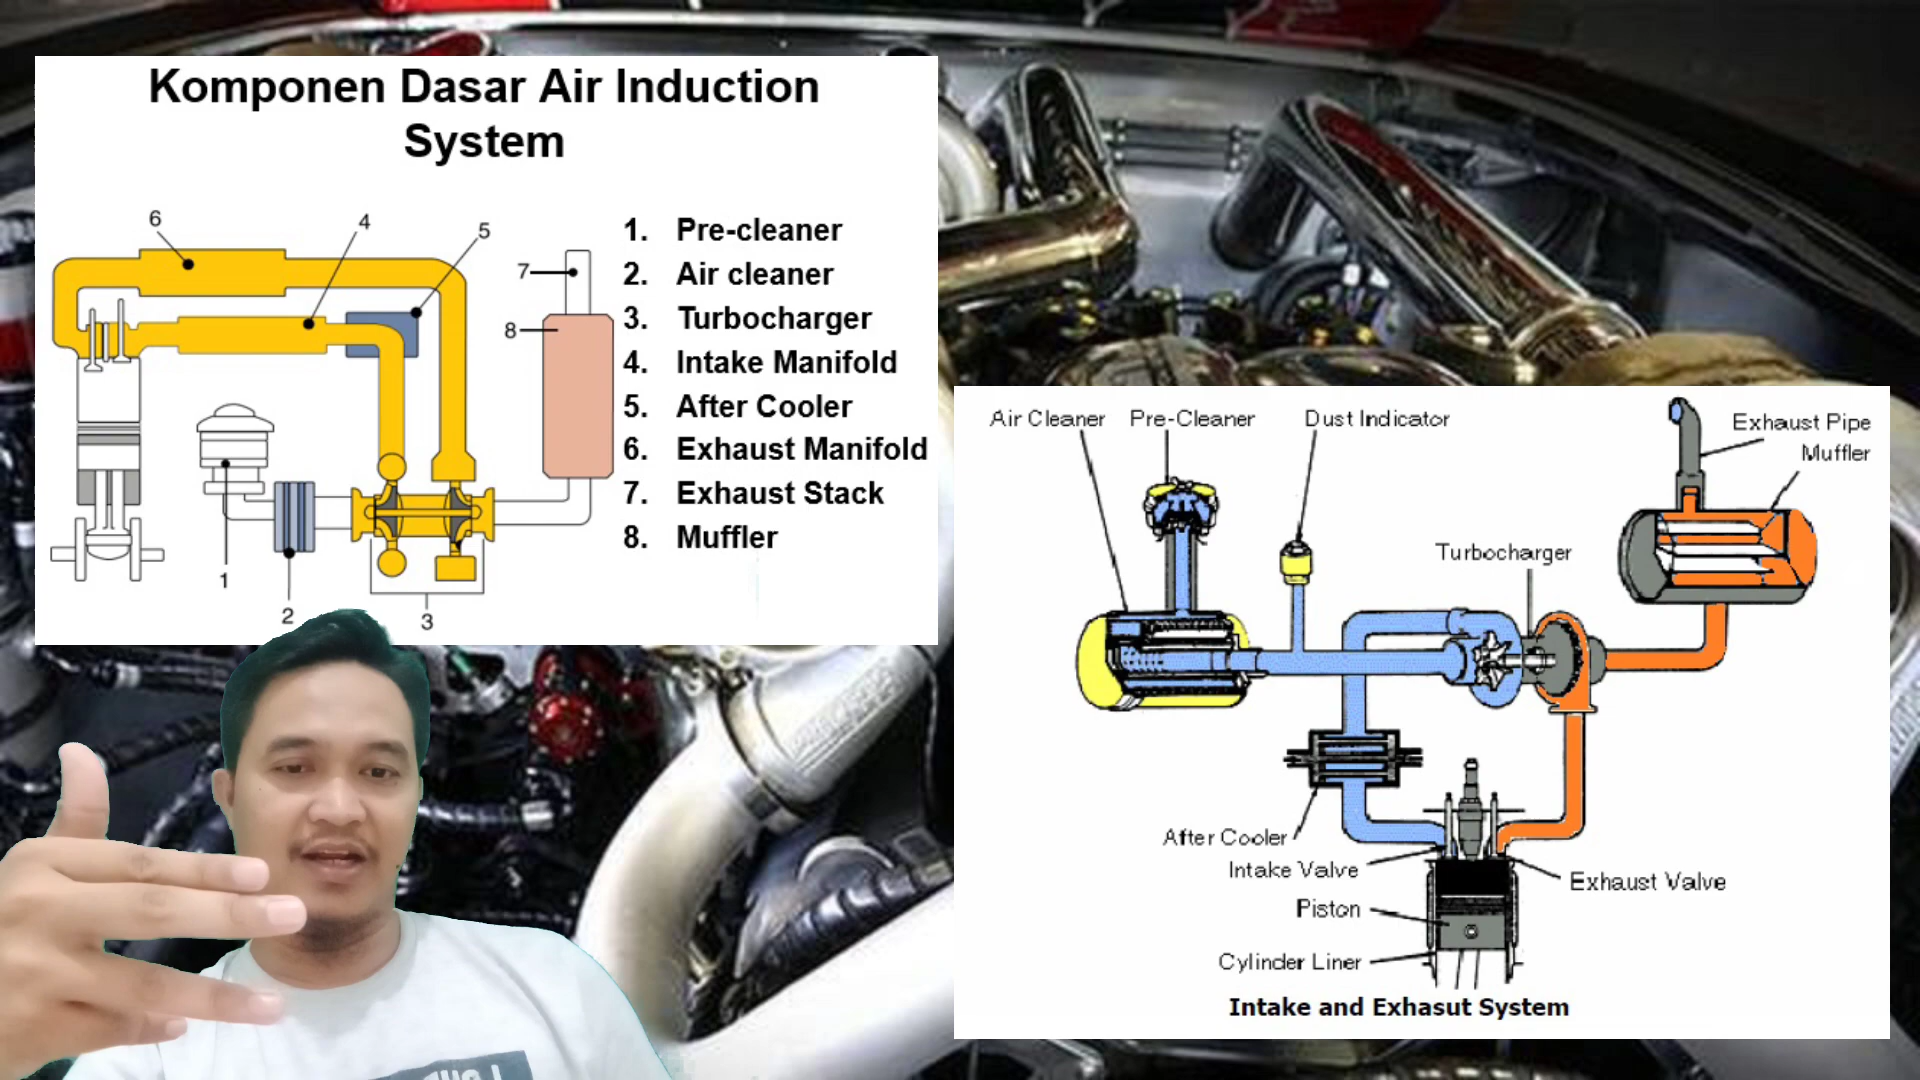 Komponen Dasar Air Induction
System
6
4
5
7
8
1
2
3
1. Pre-cleaner
2. Air cleaner
3. Turbocharger
4. Intake Manifold
5. After Cooler
6. Exhaust Manifold
7. Exhaust Stack
8. Muffler
Air Cleaner
Pre-Cleaner
Dust Indicator
Exhaust Pipe
Muffler
Turbocharger
After Cooler
Intake Valve
Exhaust Valve
Piston
Cylinder Liner
Intake and Exhasut System